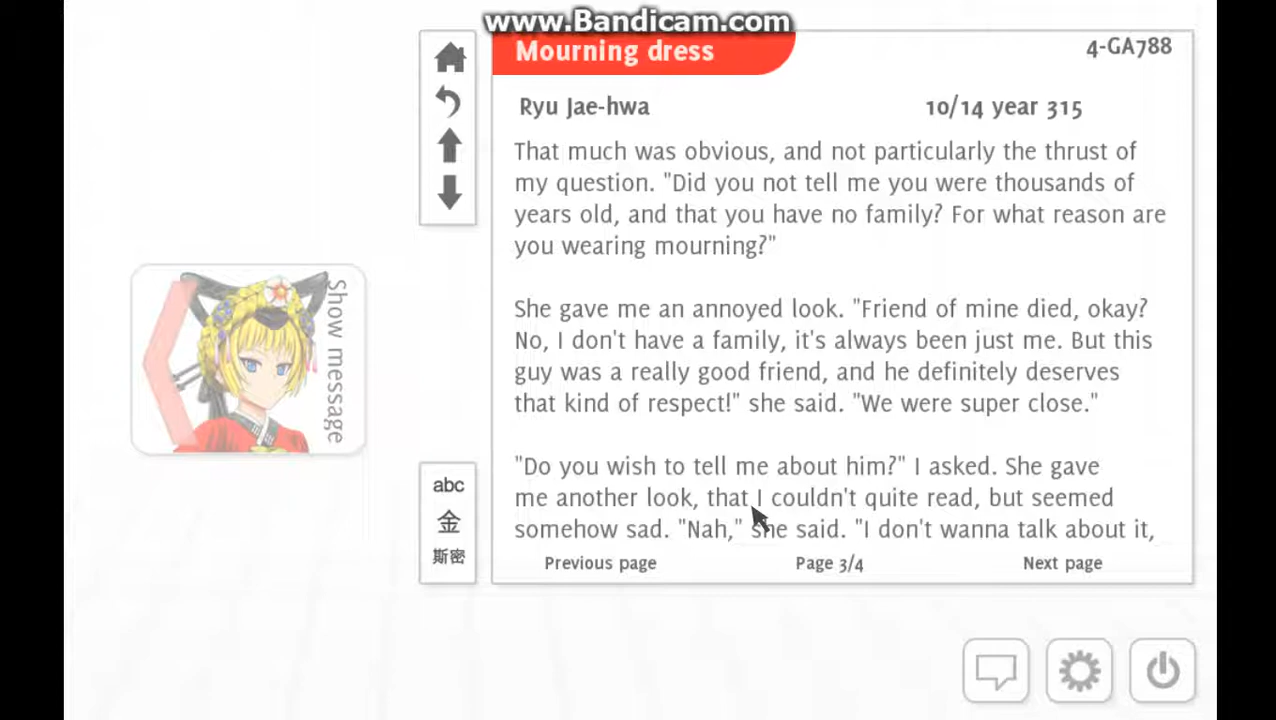 www.Bandicam.com
Mourning dress
4-GA788
Ryu Jae-hwa
10/14 year 315
That much was obvious, and not particularly the thrust of
my question. "Did you not tell me you were thousands of
years old, and that you have no family? For what reason are
you wearing mourning?"
She gave me an annoyed look. "Friend of mine died, okay?
No, I don't have a family, it's always been just me. But this
guy was a really good friend, and he definitely deserves
that kind of respect!" she said. "We were super close."
"Do you wish to tell me about him?" I asked. She gave
me another look, that I couldn't quite read, but seemed
somehow sad. "Nah," she said. "I don't wanna talk about it,
Previous page
Page 3/4
Next page
Show message
abc
金
斯密